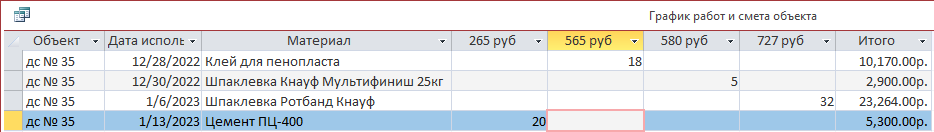 График работ и смета объекта
Объект Дата исполь Материал 265 руб 565 руб 580 руб 727 руб Итого
дс № 35 12/28/2022 Клей для пенопласта 18 10,170.00р.
дс № 35 12/30/2022 Шпаклевка Кнауф Мультифиниш 25кг 5 2,900.00р.
дс № 35 1/6/2023 Шпаклевка Ротбанд Кнауф 32 23,264.00р.
дс № 35 1/13/2023 Цемент ПЦ-400 20 5,300.00р.